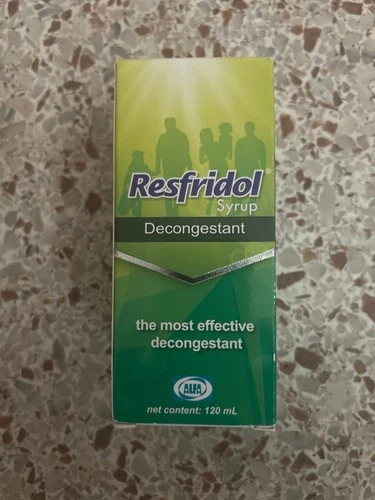 Resfridol®
Syrup
Decongestant
the most effective
decongestant
ALFA
net content: 120 mL